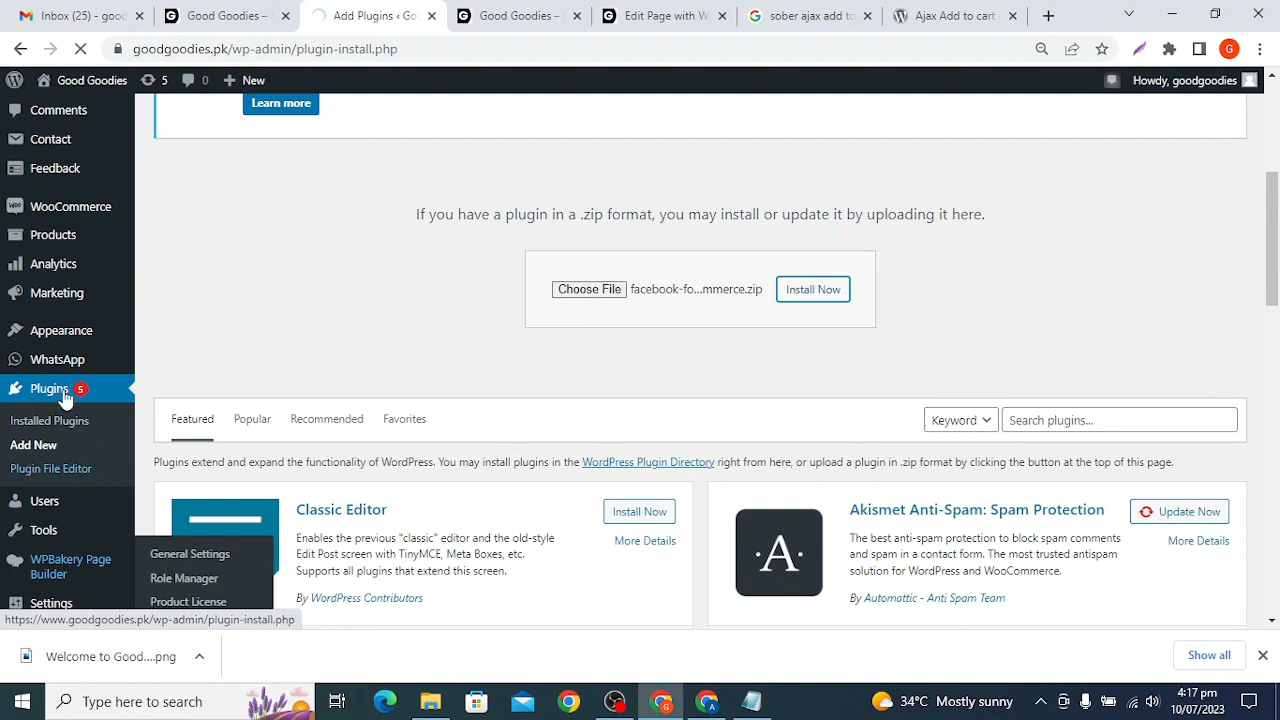 Inbox (25) - goo
Good Goodies -
Add Plugins ‹ Go
Good Goodies –
Edit Page with W
sober ajax add to
Ajax Add to cart
goodgoodies.pk/wp-admin/plugin-install.php
G
Good Goodies
5
0
New
Howdy, goodgoodies
Comments
Contact
Feedback
WooCommerce
Products
Analytics
Marketing
Appearance
WhatsApp
Plugins 5
Installed Plugins
Add New
Plugin File Editor
Users
Tools
WPBakery Page
Builder
Settings
General Settings
Role Manager
Product License
Learn more
If you have a plugin in a .zip format, you may install or update it by uploading it here.
Choose File facebook-fo...mmerce.zip Install Now
Featured Popular Recommended Favorites Keyword Search plugins...
Plugins extend and expand the functionality of WordPress. You may install plugins in the WordPress Plugin Directory right from here, or upload a plugin in .zip format by clicking the button at the top of this page.
Classic Editor
Install Now
More Details
Enables the previous "classic" editor and the old-style
Edit Post screen with TinyMCE, Meta Boxes, etc.
Supports all plugins that extend this screen.
By WordPress Contributors
A
Akismet Anti-Spam: Spam Protection
Update Now
More Details
The best anti-spam protection to block spam comments
and spam in a contact form. The most trusted antispam
solution for WordPress and WooCommerce.
By Automattic - Anti Spam Team
https://www.goodgoodies.pk/wp-admin/plugin-install.php
Welcome to Good....png
Show all
Type here to search
34°C Mostly sunny
4:17 pm
10/07/2023